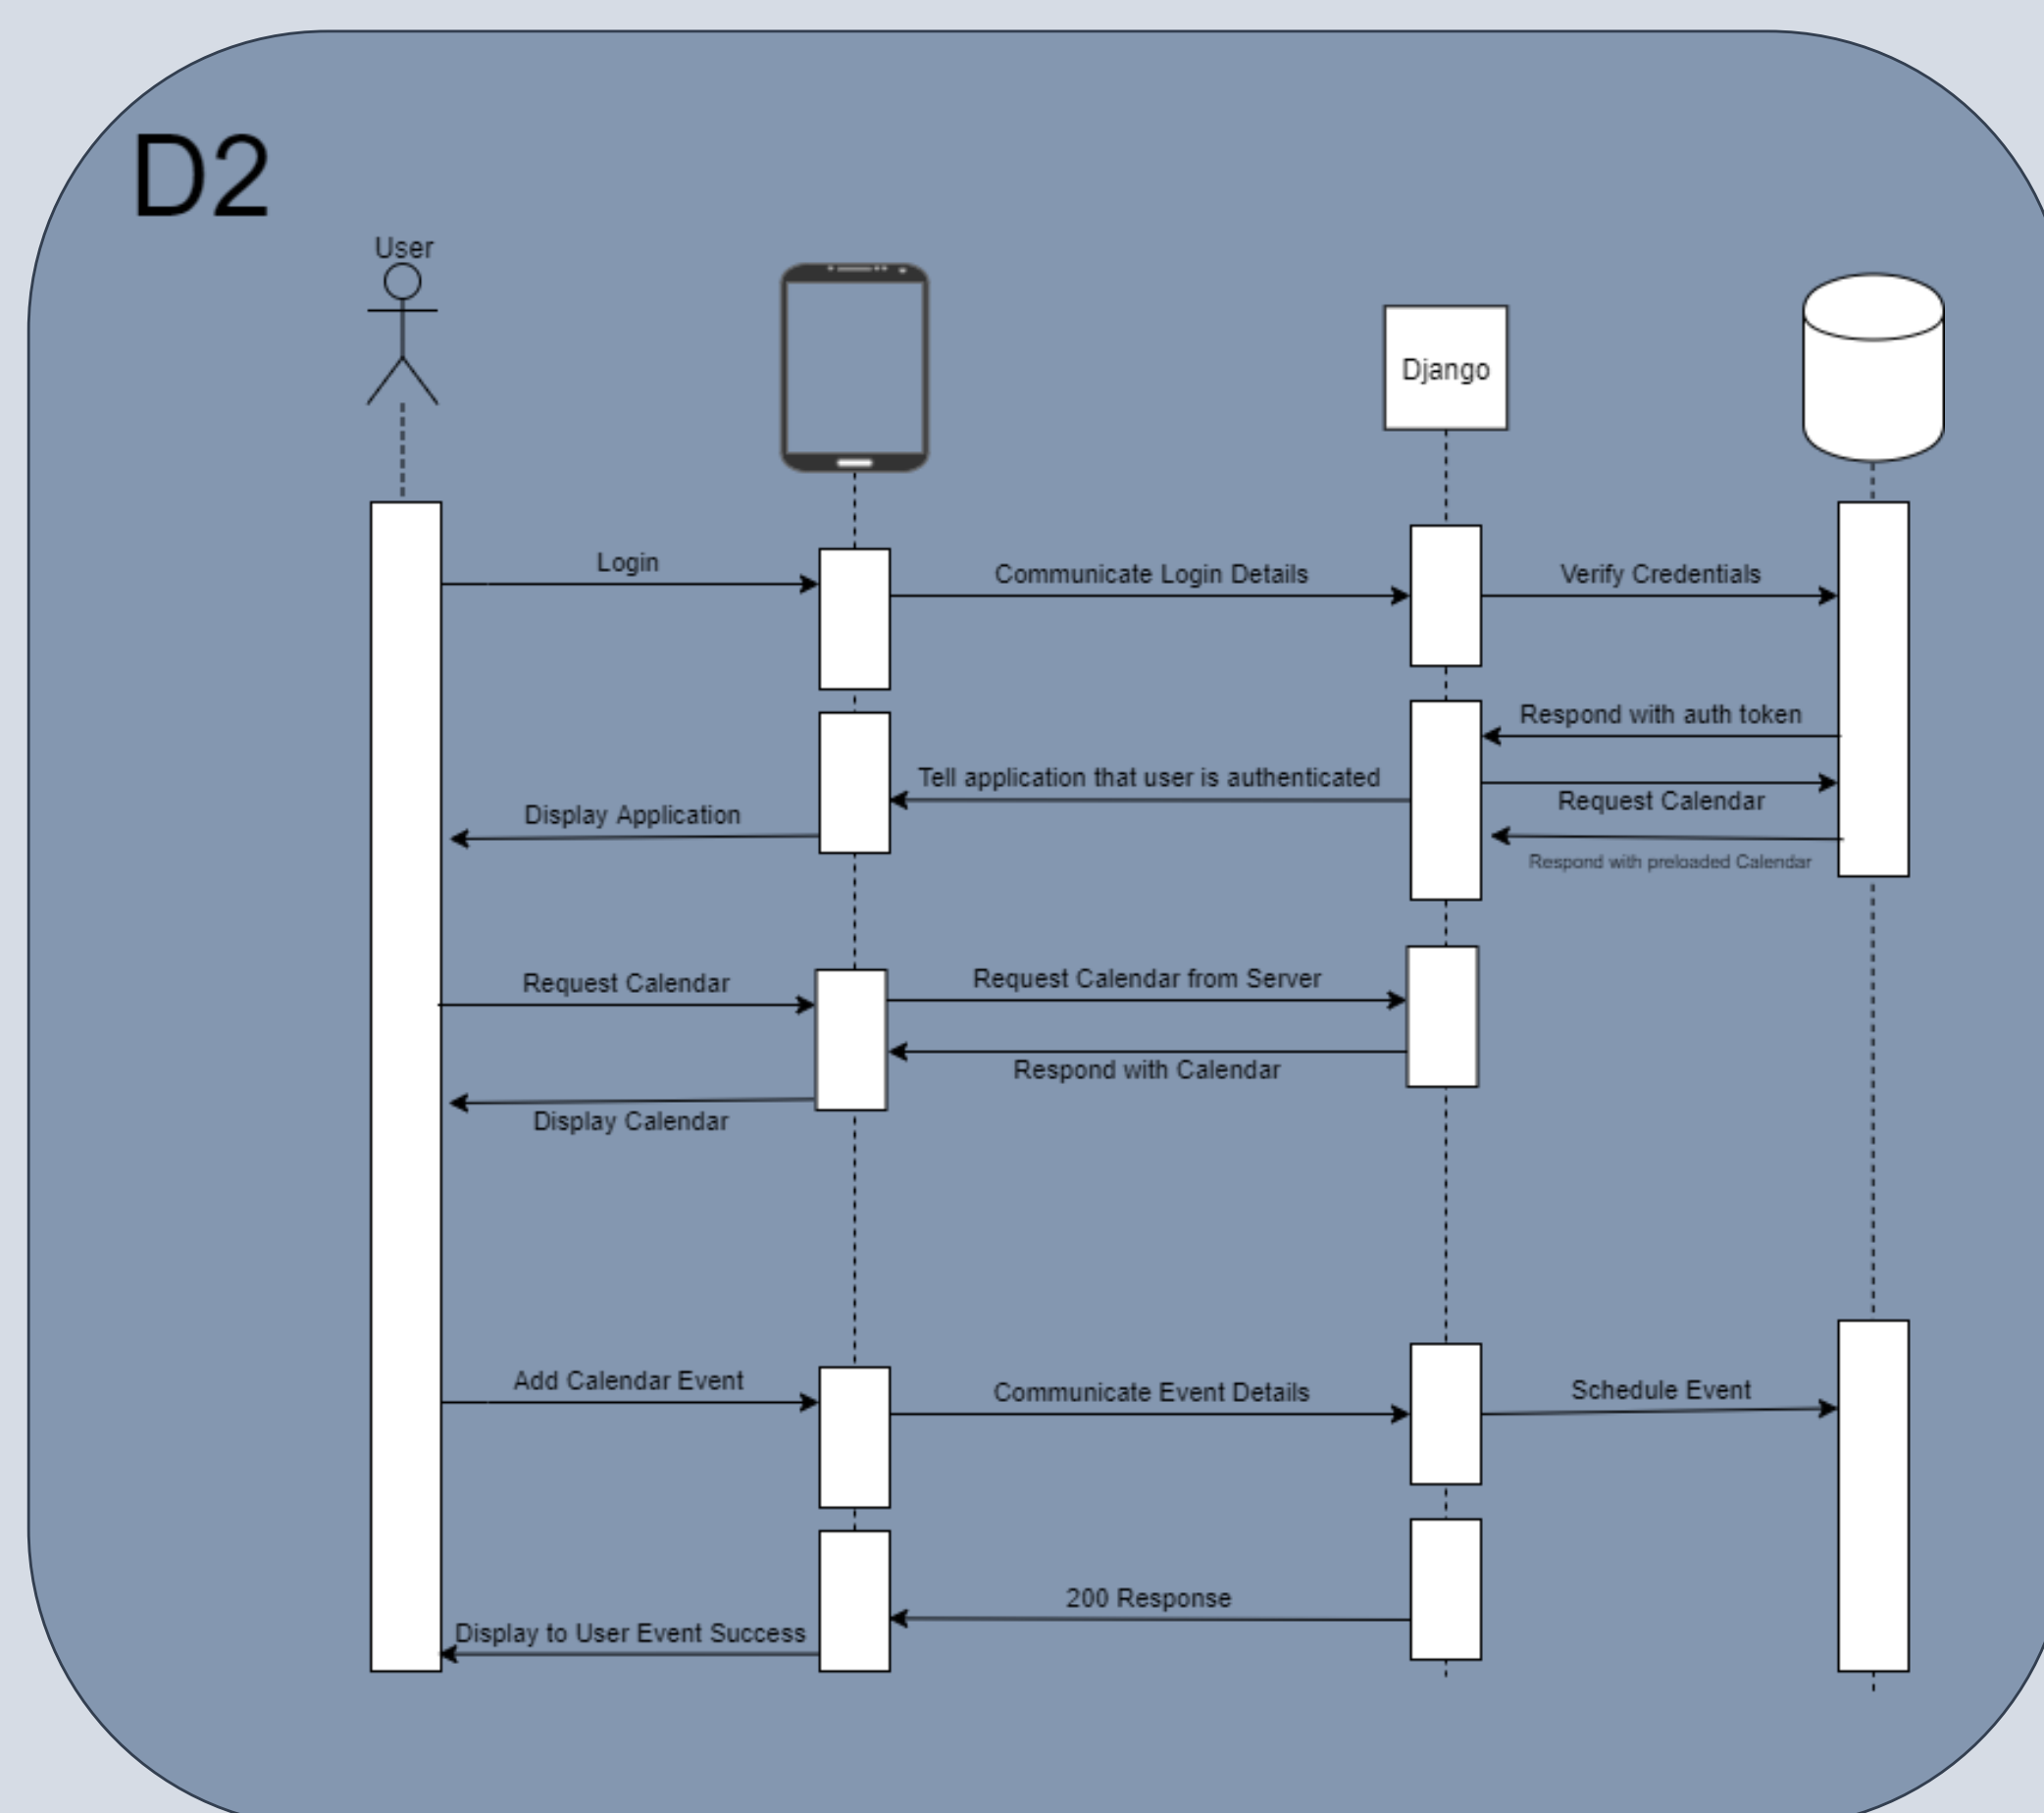 D2
User
Django
Login
Communicate Login Details
Verify Credentials
Respond with auth token
Tell application that user is authenticated
Request Calendar
Display Application
Respond with preloaded Calendar
Request Calendar
Request Calendar from Server
Respond with Calendar
Display Calendar
Add Calendar Event
Communicate Event Details
Schedule Event
200 Response
Display to User Event Success